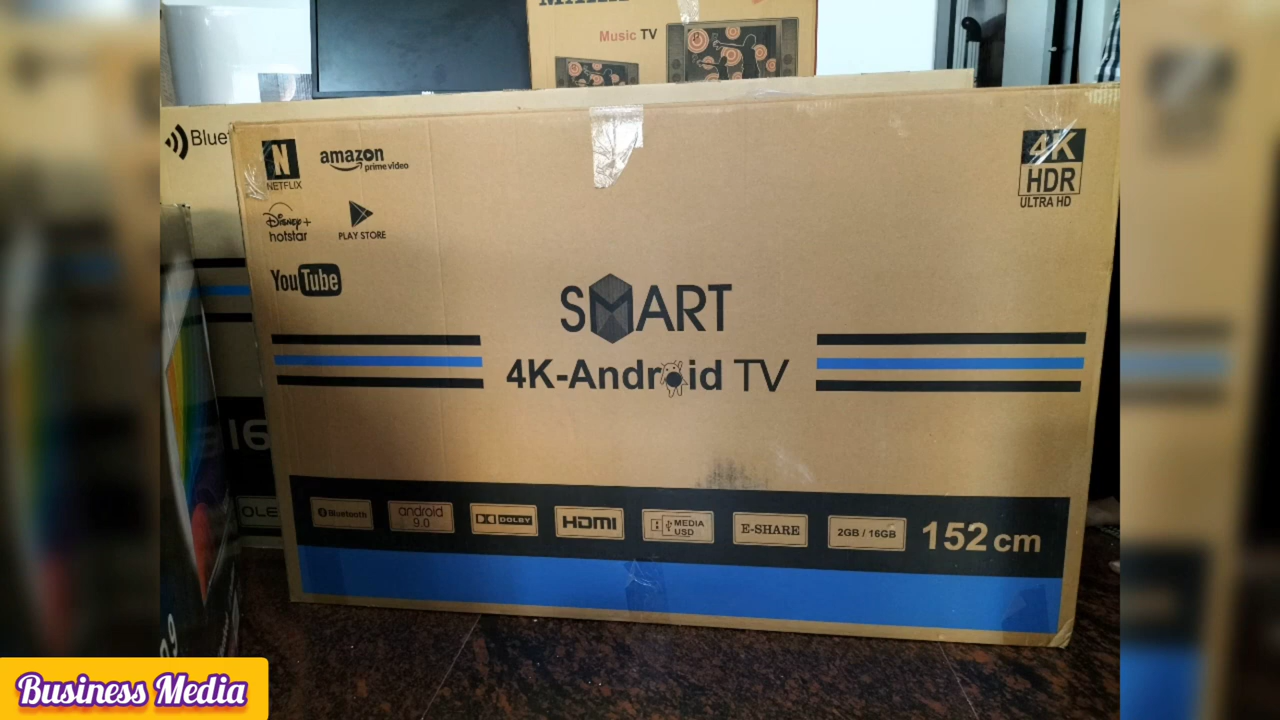 Music TV
NETFLIX
amazon
prime video
Disney+
hotstar
PLAY STORE
YouTube
4K
HDR
ULTRA HD
SMART
4K-Android TV
Bluetooth
android
9.0
DOLBY
HDMI
MEDIA
USD
E-SHARE
2GB / 16GB
152 cm
Business Media